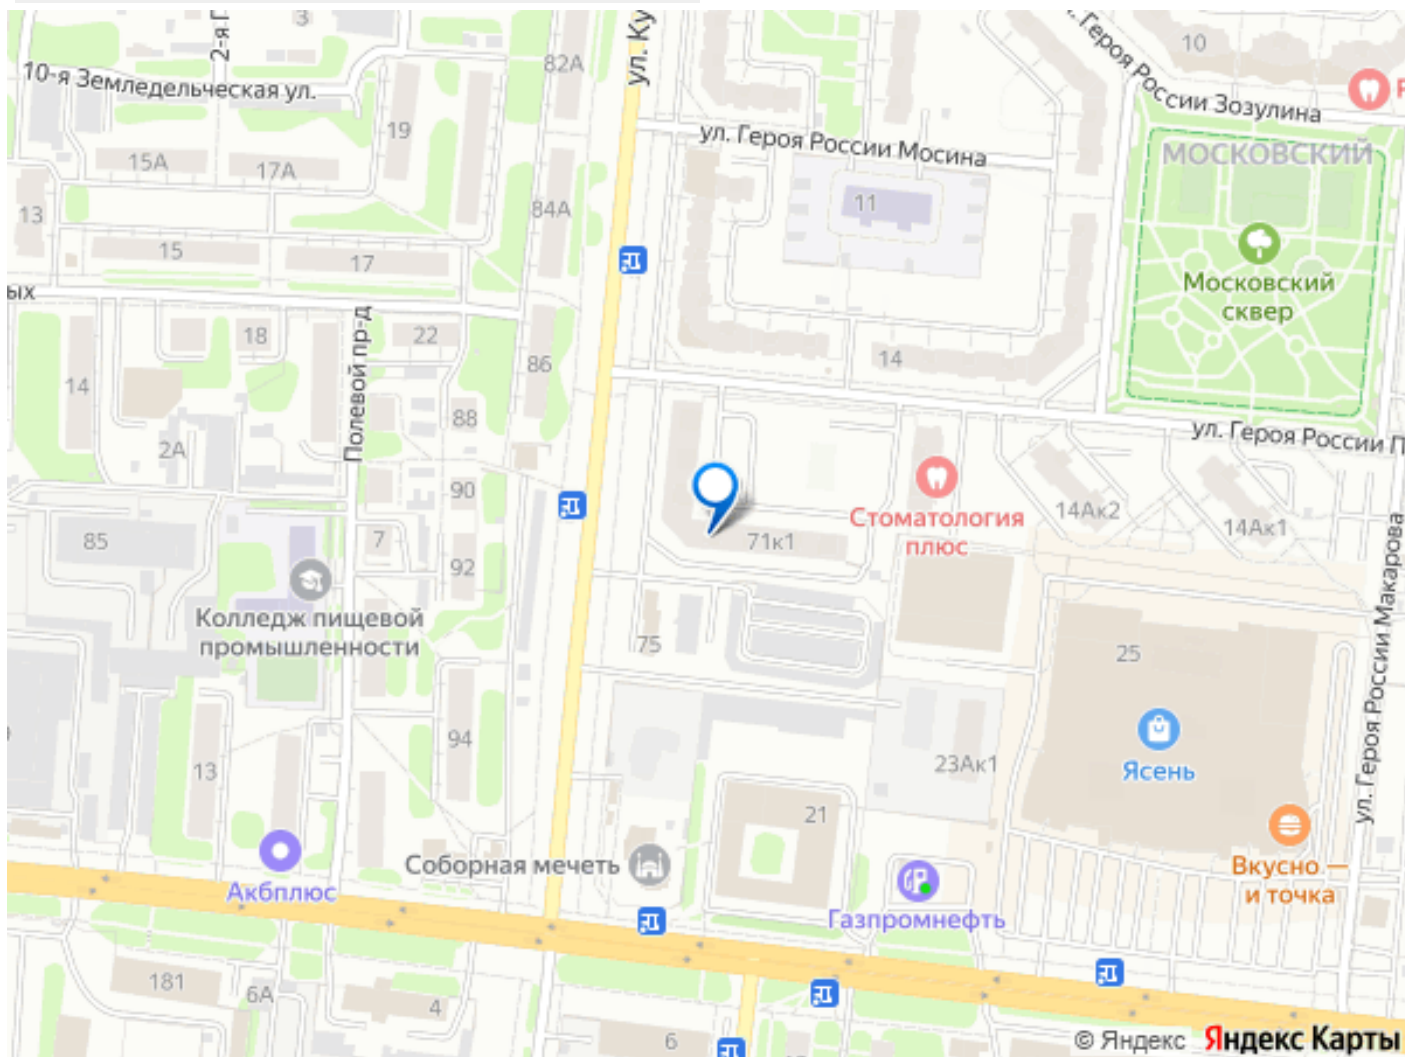 3
2-я П
10
10-я Земледельческая ул.
82А
ул. Ку
ул. Героя России Зозулина
19
ул. Героя России Мосина
МОСКОВСКИЙ
15А
17А
13
84А
11
15
17
Московский
сквер
ых
18
22
Полевой пр-д
86
14
14
88
ул. Героя России П
2А
90
Стоматология
плюс
14Ак2
14Ак1
85
7
71к1
92
Колледж пищевой
промышленности
75
25
ул. Героя России Макарова
94
13
23Ак1
Ясень
21
Соборная мечеть
Акбплюс
Вкусно —
и точка
Газпромнефть
181
6А
4
6
© Яндекс Яндекс Карты